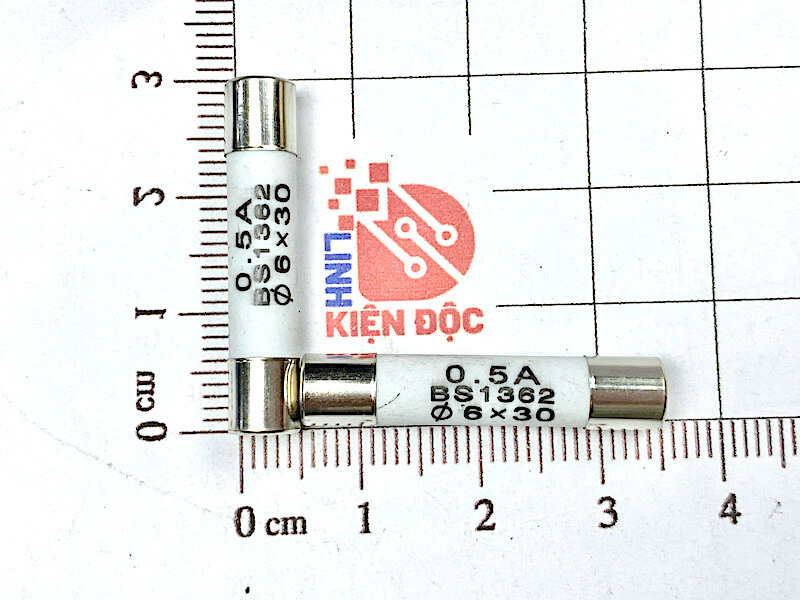 3
2
1
0 cm
0.5A
BS1362
Ø6×30
LINH
KIỆN ĐỘC
0.5A
BS1362
Ø6×30
0 cm 1 2 3 4